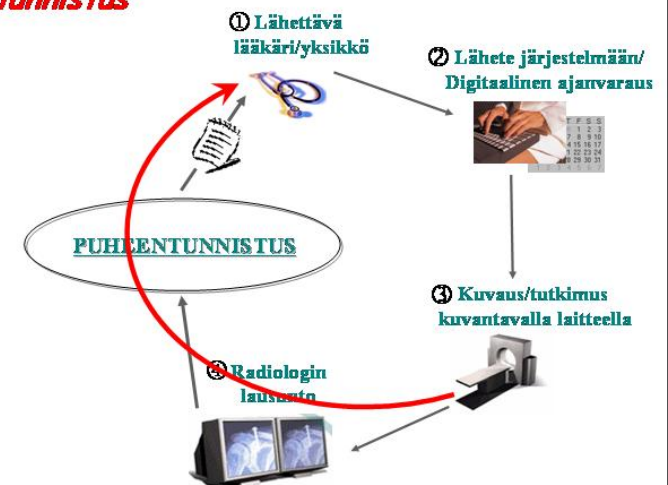 ① Lähettävä
lääkäri/yksikkö
② Lähete järjestelmään/
Digitaalinen ajanvaraus
PUHEENTUNNISTUS
③ Kuvaus/tutkimus
kuvantavalla laitteella
④ Radiologin
lausunto